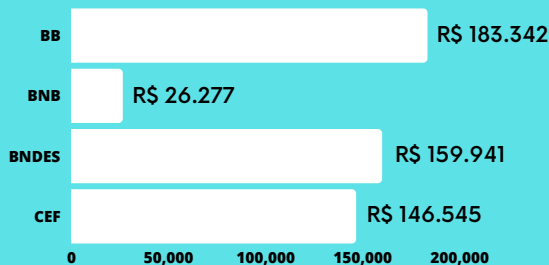 BB R$ 183.342
BNB R$ 26.277
BNDES R$ 159.941
CEF R$ 146.545
0 50,000 100,000 150,000 200,000